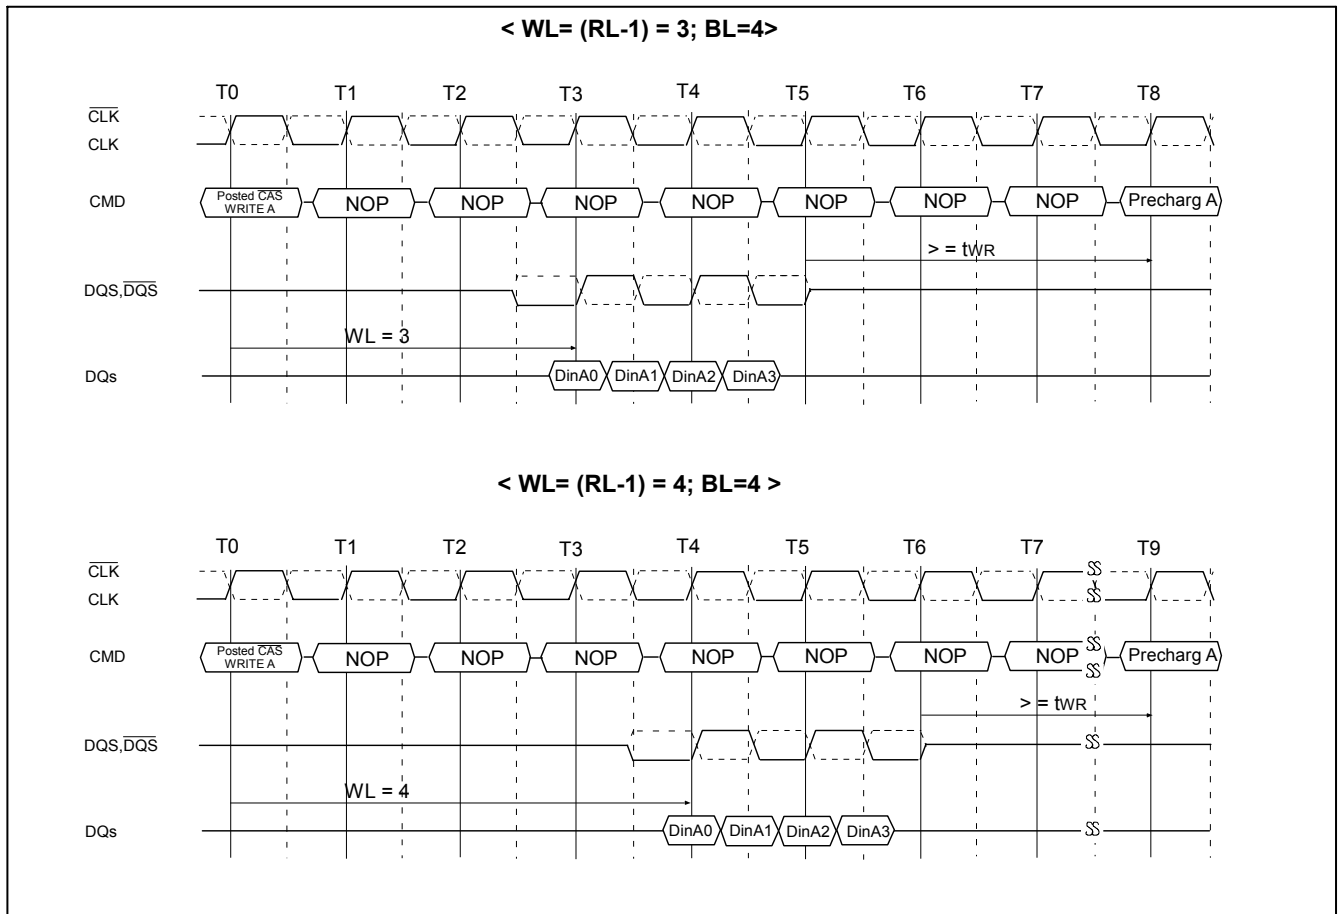 < WL= (RL-1) = 3; BL=4>
T0 T1 T2 T3 T4 T5 T6 T7 T8
CLK
CLK
CMD
Posted CAS
WRITE A
NOP NOP NOP NOP NOP NOP NOP Precharg A
> = tWR
DQS,DQS
WL = 3
DQs
DinA0 DinA1 DinA2 DinA3
< WL= (RL-1) = 4; BL=4 >
T0 T1 T2 T3 T4 T5 T6 T7 T9
CLK
CLK
CMD
Posted CAS
WRITE A
NOP NOP NOP NOP NOP NOP NOP Precharg A
> = tWR
DQS,DQS
WL = 4
DQs
DinA0 DinA1 DinA2 DinA3